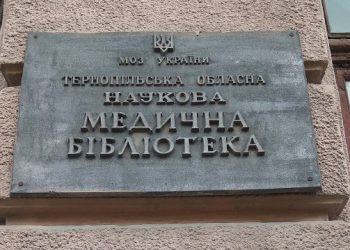 МОЗ УКРАЇНИ
ТЕРНОПІЛЬСЬКА ОБЛАСНА
НАУКОВА
МЕДИЧНА
БІБЛІОТЕКА